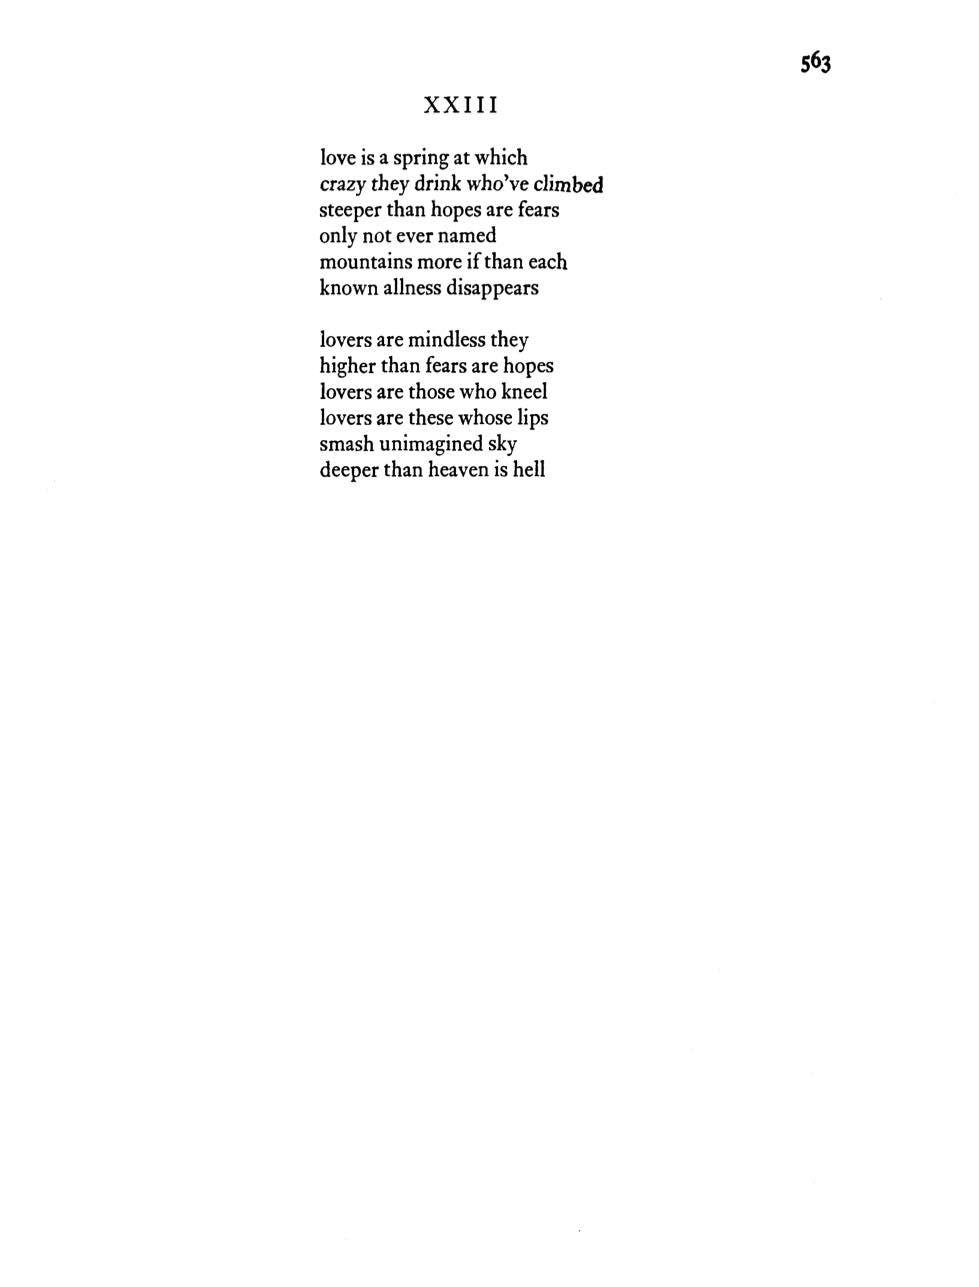 563
XXIII
love is a spring at which
crazy they drink who've climbed
steeper than hopes are fears
only not ever named
mountains more if than each
known allness disappears
lovers are mindless they
higher than fears are hopes
lovers are those who kneel
lovers are these whose lips
smash unimagined sky
deeper than heaven is hell